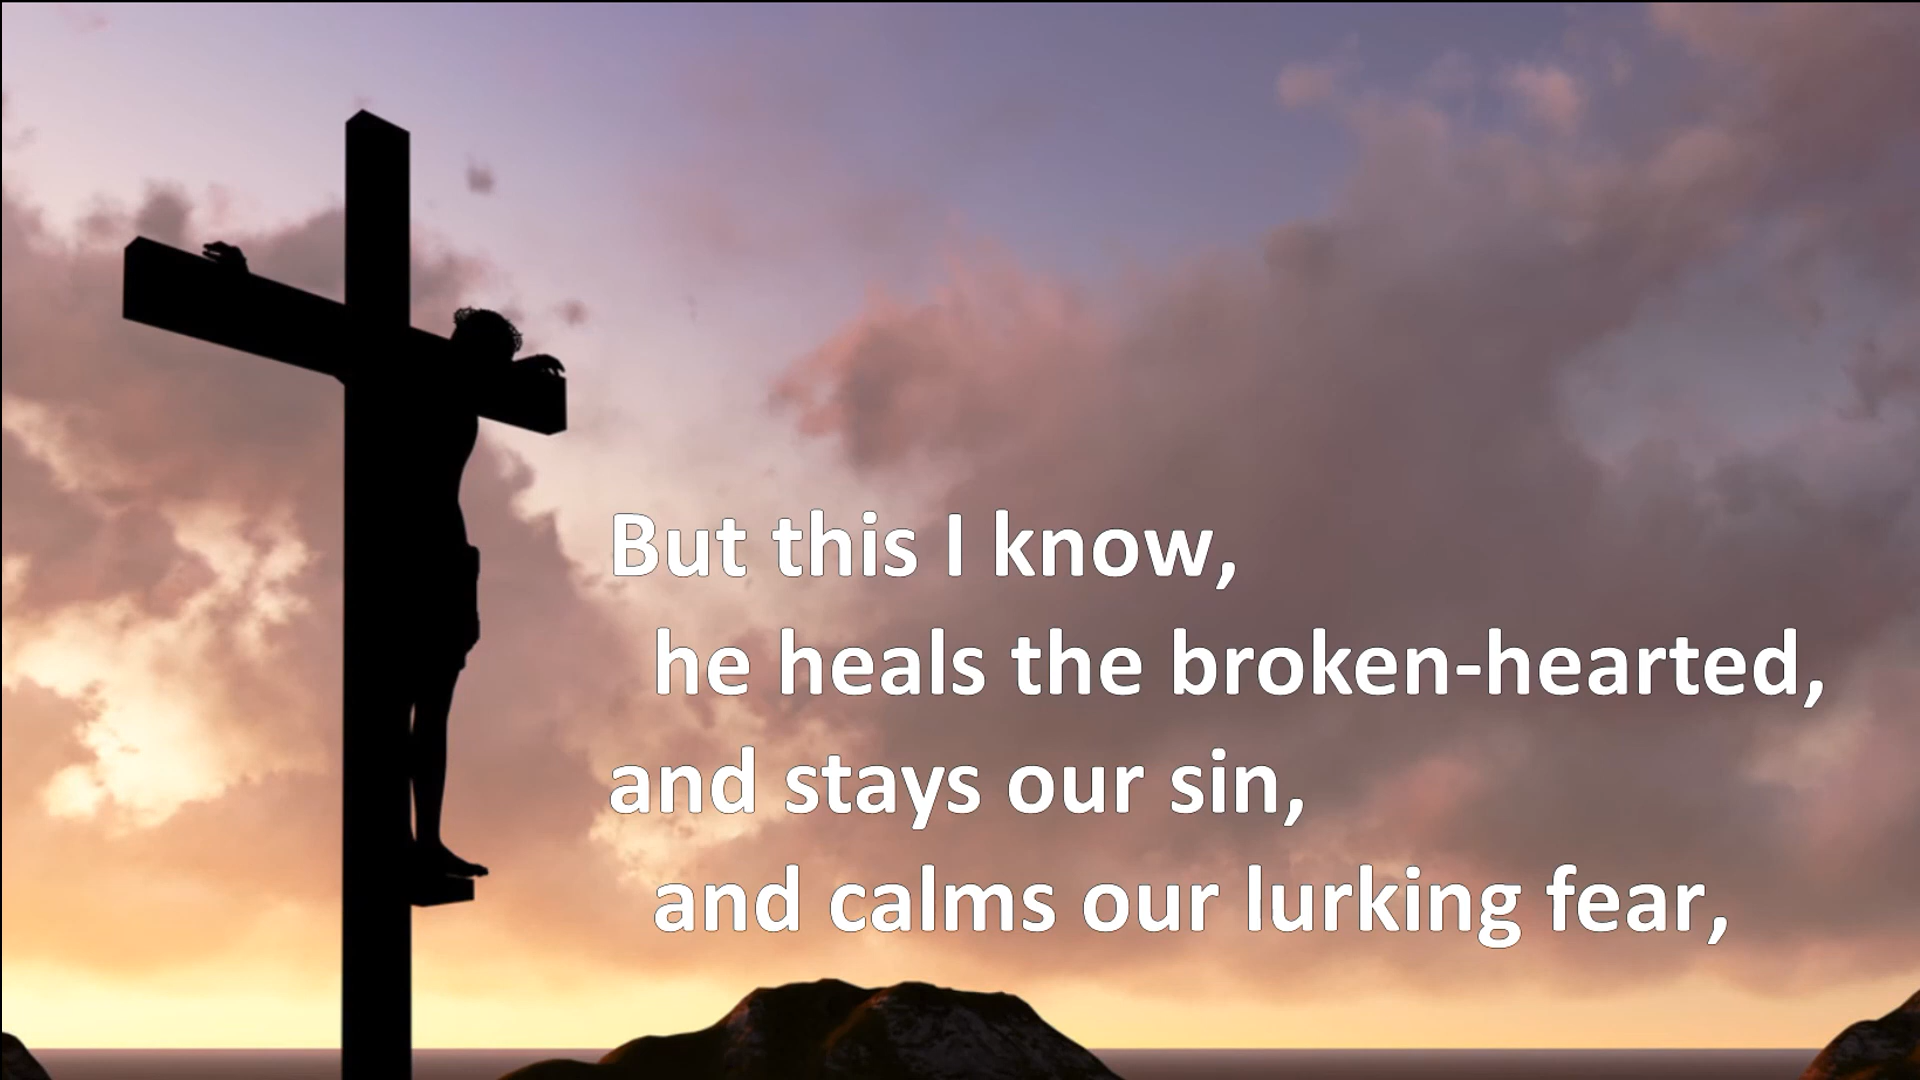 But this I know,
he heals the broken-hearted,
and stays our sin,
and calms our lurking fear,